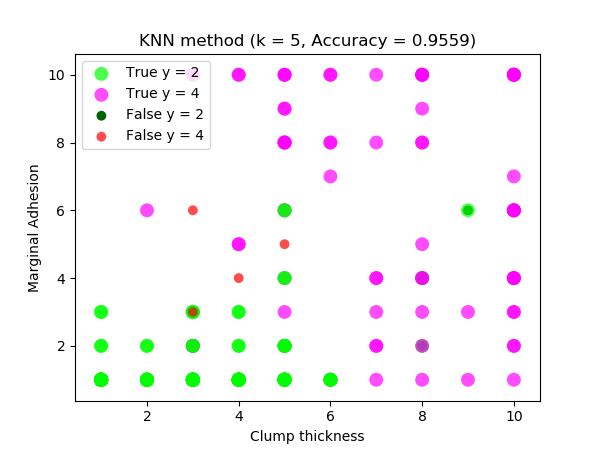 KNN method (k = 5, Accuracy = 0.9559)
True y = 2
True y = 4
False y = 2
False y = 4
10
8
6
4
2
Marginal Adhesion
2 4 6 8 10
Clump thickness